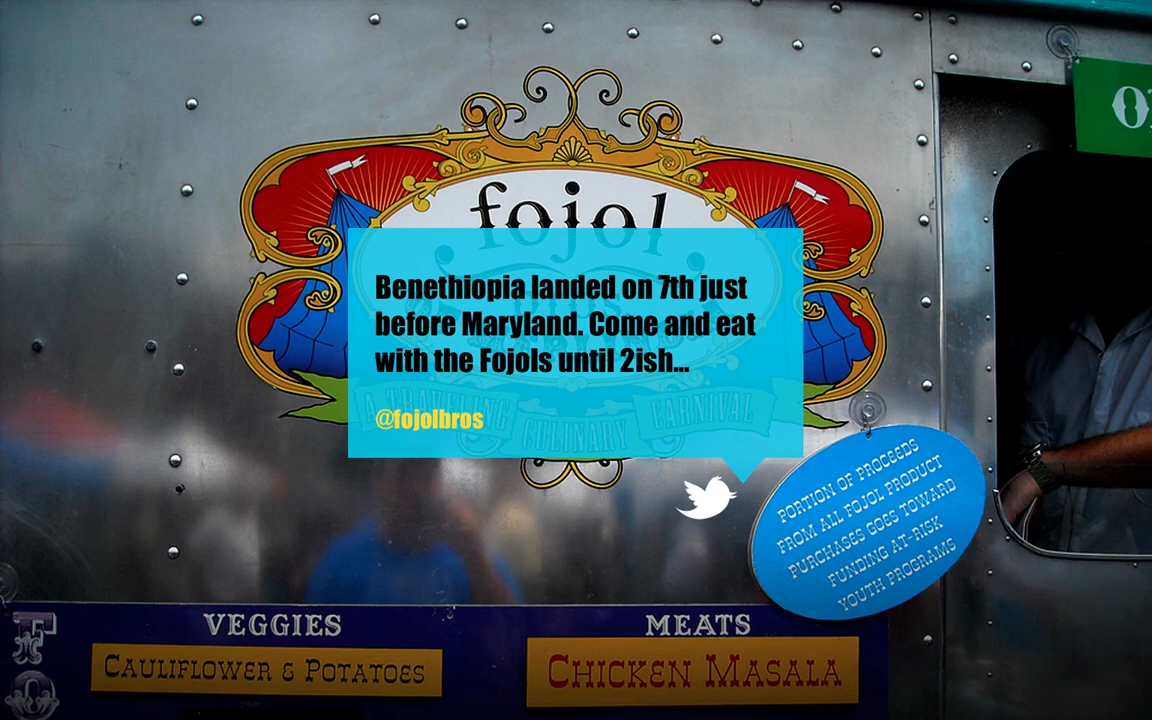 fojol
Benethiopia landed on 7th just
before Maryland. Come and eat
with the Fojols until 2ish...
@fojolbros
A TRAVELING
CULINARY
CARNIVAL
PORTION OF PROCEEDS
FROM ALL FOJOL PRODUCT
PURCHASES GOES TOWARD
FUNDING AT-RISK
YOUTH PROGRAMS
VEGGIES
CAULIFLOWER & POTATOES
MEATS
CHICKEN MASALA